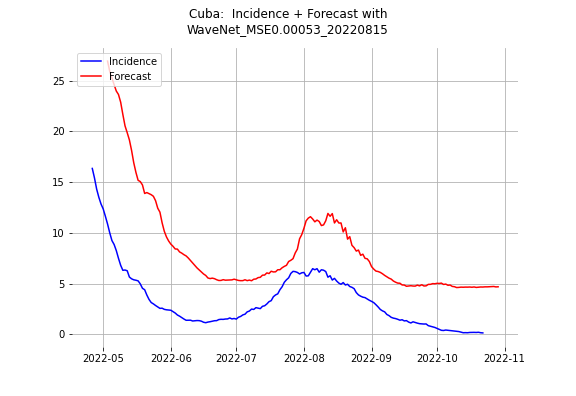 Cuba:  Incidence + Forecast with
WaveNet_MSE0.00053_20220815
Incidence
Forecast
25
20
15
10
5
0
2022-05 2022-06 2022-07 2022-08 2022-09 2022-10 2022-11